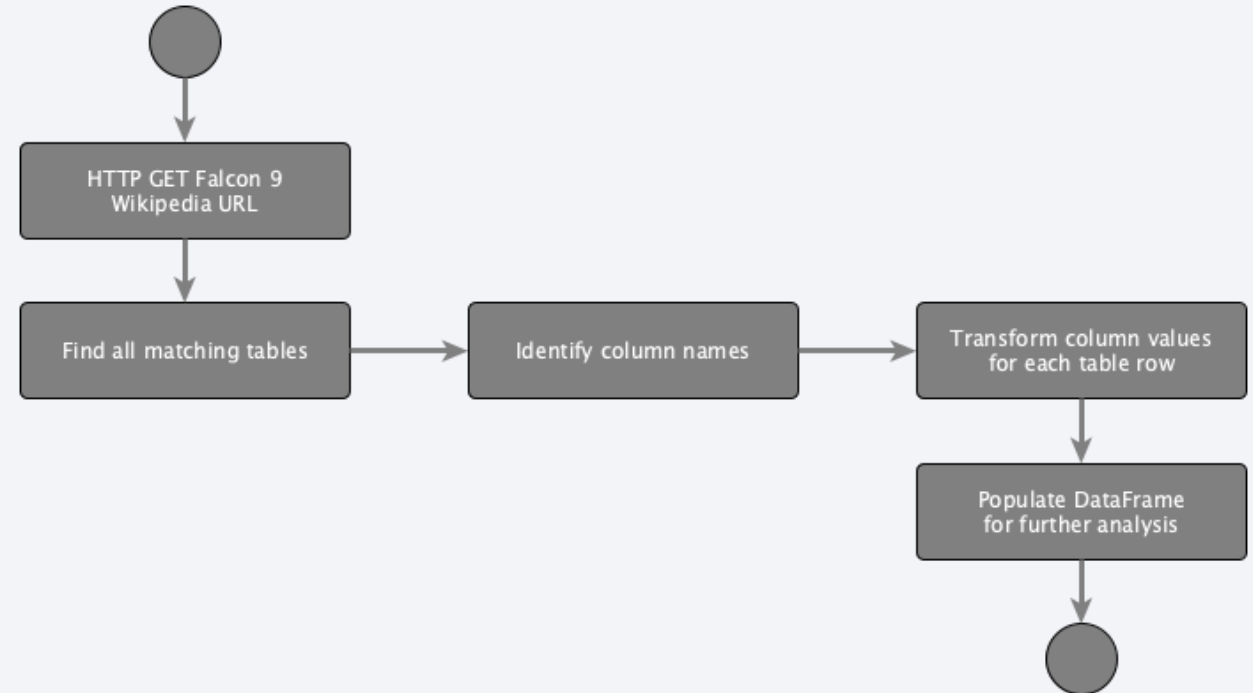 HTTP GET Falcon 9
Wikipedia URL
Find all matching tables
Identify column names
Transform column values
for each table row
Populate DataFrame
for further analysis